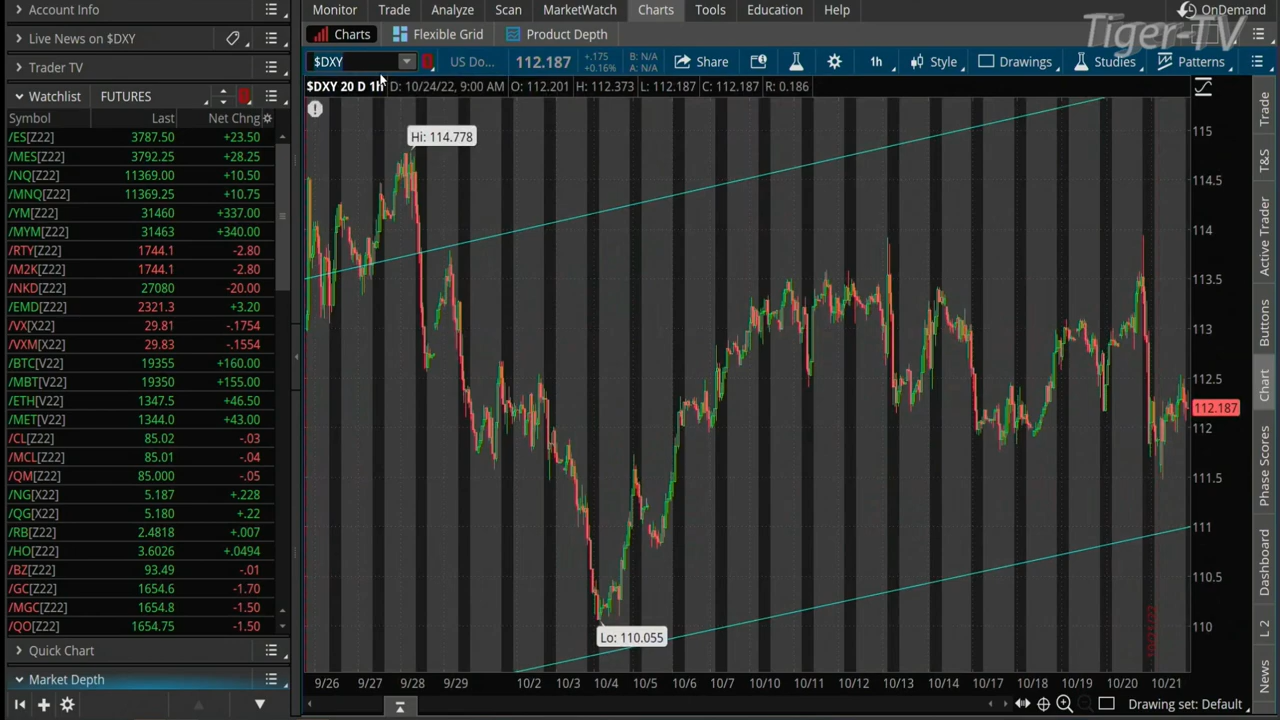 Account Info
Monitor Trade Analyze Scan MarketWatch Charts Tools Education Help OnDemand
Tiger-TV
Live News on $DXY
Charts Flexible Grid Product Depth
Trader TV
$DXY US Do... 112.187 +.175 +0.16% B: N/A A: N/A Share 1h Style Drawings Studies Patterns
$DXY 20 D 1h D: 10/24/22, 9:00 AM O: 112.201 H: 112.373 L: 112.187 C: 112.187 R: 0.186
Watchlist FUTURES
Symbol Last Net Chng
/ES[Z22] 3787.50 +23.50
/MES[Z22] 3792.25 +28.25
/NQ[Z22] 11369.00 +10.50
/MNQ[Z22] 11369.25 +10.75
/YM[Z22] 31460 +337.00
/MYM[Z22] 31463 +340.00
/RTY[Z22] 1744.1 -2.80
/M2K[Z22] 1744.1 -2.80
/NKD[Z22] 27080 -20.00
/EMD[Z22] 2321.3 +3.20
/VX[X22] 29.81 -.1754
/VXM[X22] 29.83 -.1554
/BTC[V22] 19355 +160.00
/MBT[V22] 19350 +155.00
/ETH[V22] 1347.5 +46.50
/MET[V22] 1344.0 +43.00
/CL[Z22] 85.02 -.03
/MCL[Z22] 85.01 -.04
/QM[Z22] 85.000 -.05
/NG[X22] 5.187 +.228
/QG[X22] 5.180 +.22
/RB[Z22] 2.4818 +.007
/HO[Z22] 3.6026 +.0494
/BZ[Z22] 93.49 -.01
/GC[Z22] 1654.6 -1.70
/MGC[Z22] 1654.8 -1.50
/QO[Z22] 1654.75 -1.50
Quick Chart
Market Depth
Hi: 114.778
Lo: 110.055
115
114.5
114
113.5
113
112.5
112.187
112
111.5
111
110.5
110
9/26 9/27 9/28 9/29 10/2 10/3 10/4 10/5 10/6 10/7 10/10 10/11 10/12 10/13 10/14 10/17 10/18 10/19 10/20 10/21
Drawing set: Default
Trade
T&S
Active Trader
Buttons
Chart
Phase Scores
Dashboard
L 2
News